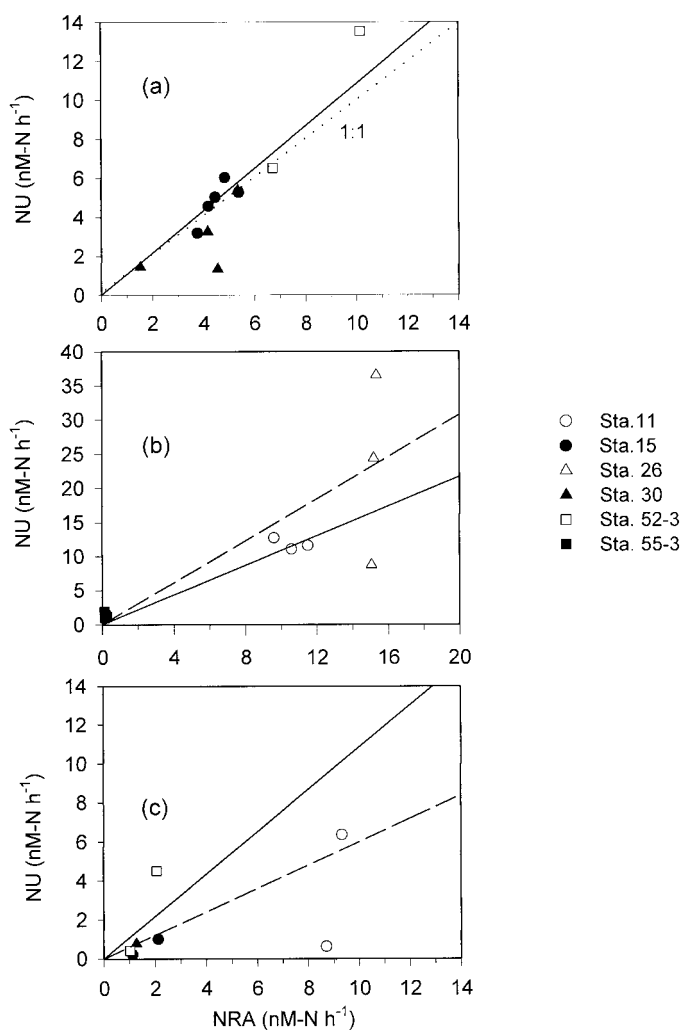 14
12
10
8
6
4
2
0
NU (nM-N h⁻¹)
(a)
1:1
0 2 4 6 8 10 12 14
40
35
30
25
20
15
10
5
0
NU (nM-N h⁻¹)
(b)
0 4 8 12 16 20
Sta.11
Sta.15
Sta. 26
Sta. 30
Sta. 52-3
Sta. 55-3
14
12
10
8
6
4
2
0
NU (nM-N h⁻¹)
(c)
0 2 4 6 8 10 12 14
NRA (nM-N h⁻¹)